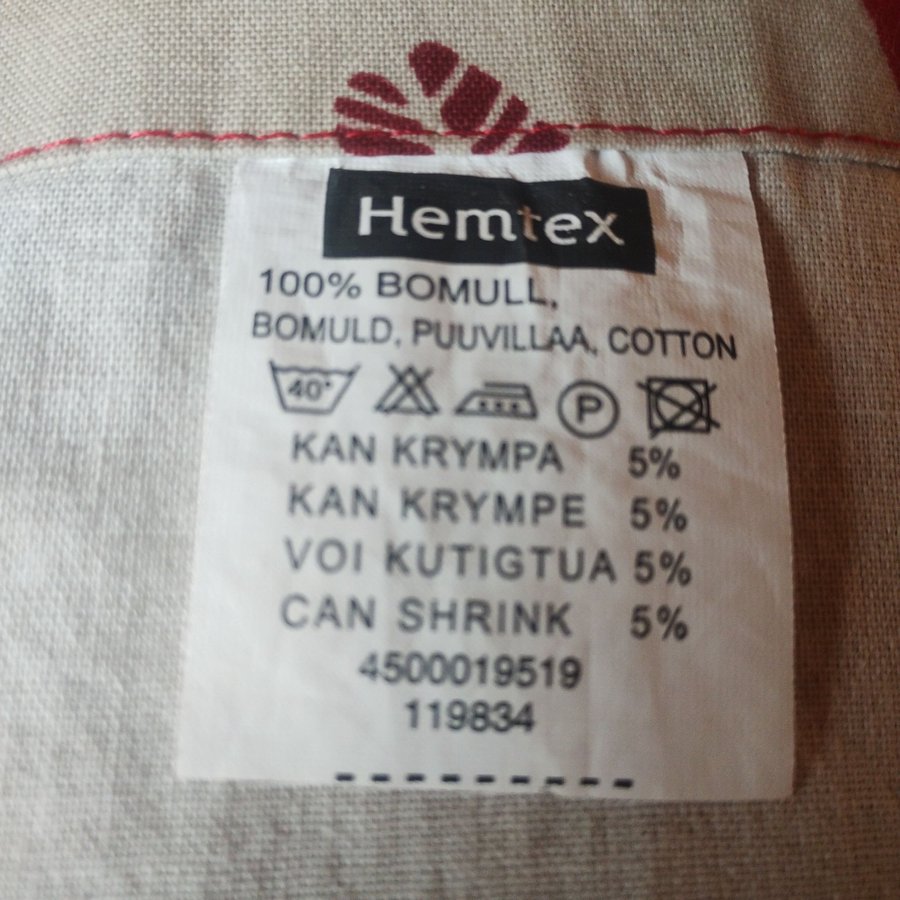 Hemtex
100% BOMULL,
BOMULD, PUUVILLAA, COTTON
40° P
KAN KRYMPA 5%
KAN KRYMPE 5%
VOI KUTIGTUA 5%
CAN SHRINK 5%
4500019519
119834